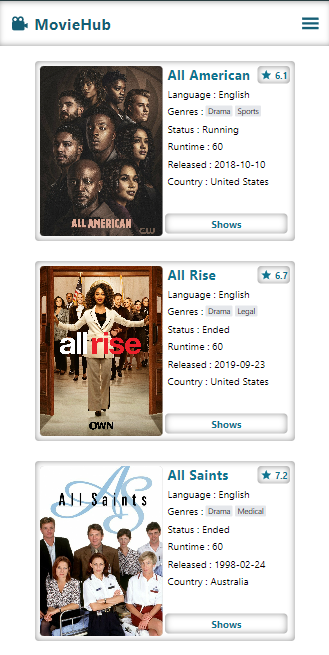 MovieHub
All American ★ 6.1
Language : English
Genres : Drama Sports
Status : Running
Runtime : 60
Released : 2018-10-10
Country : United States
ALL AMERICAN
CW
Shows
All Rise ★ 6.7
Language : English
Genres : Drama Legal
Status : Ended
Runtime : 60
Released : 2019-09-23
Country : United States
allrise
OWN
Shows
All Saints ★ 7.2
Language : English
Genres : Drama Medical
Status : Ended
Runtime : 60
Released : 1998-02-24
Country : Australia
AS
All Saints
Shows